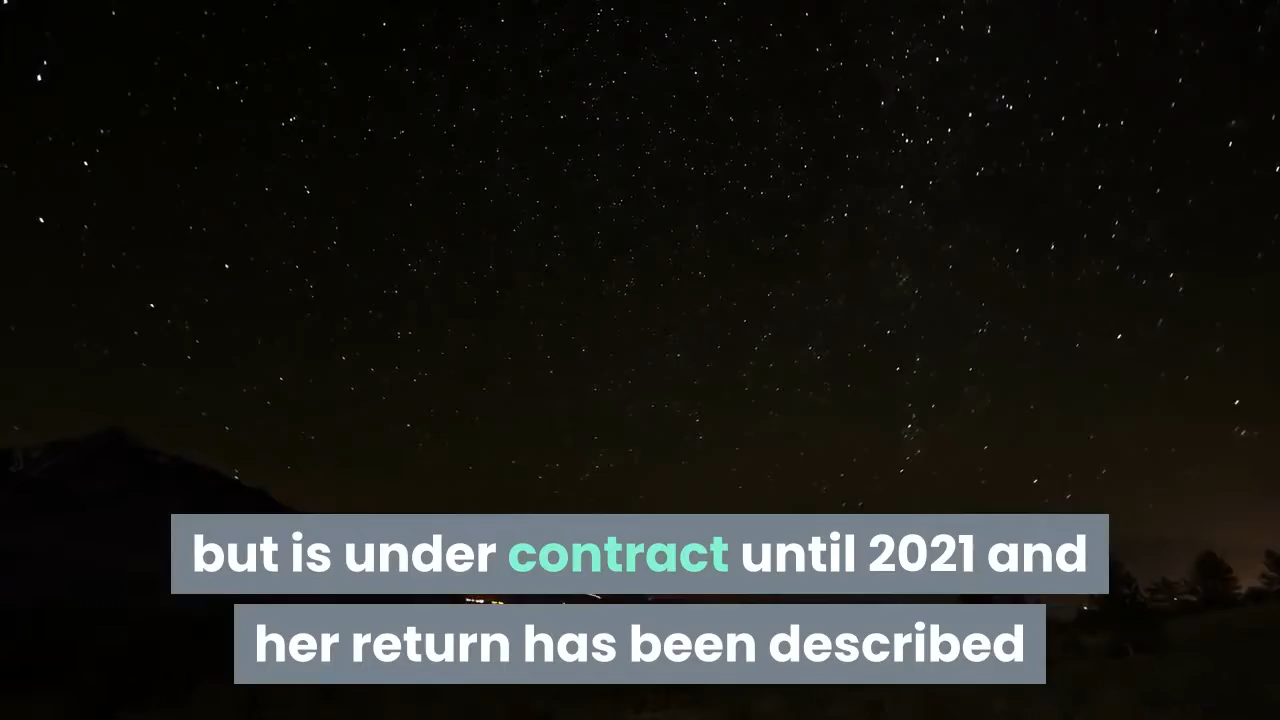 but is under contract until 2021 and
her return has been described